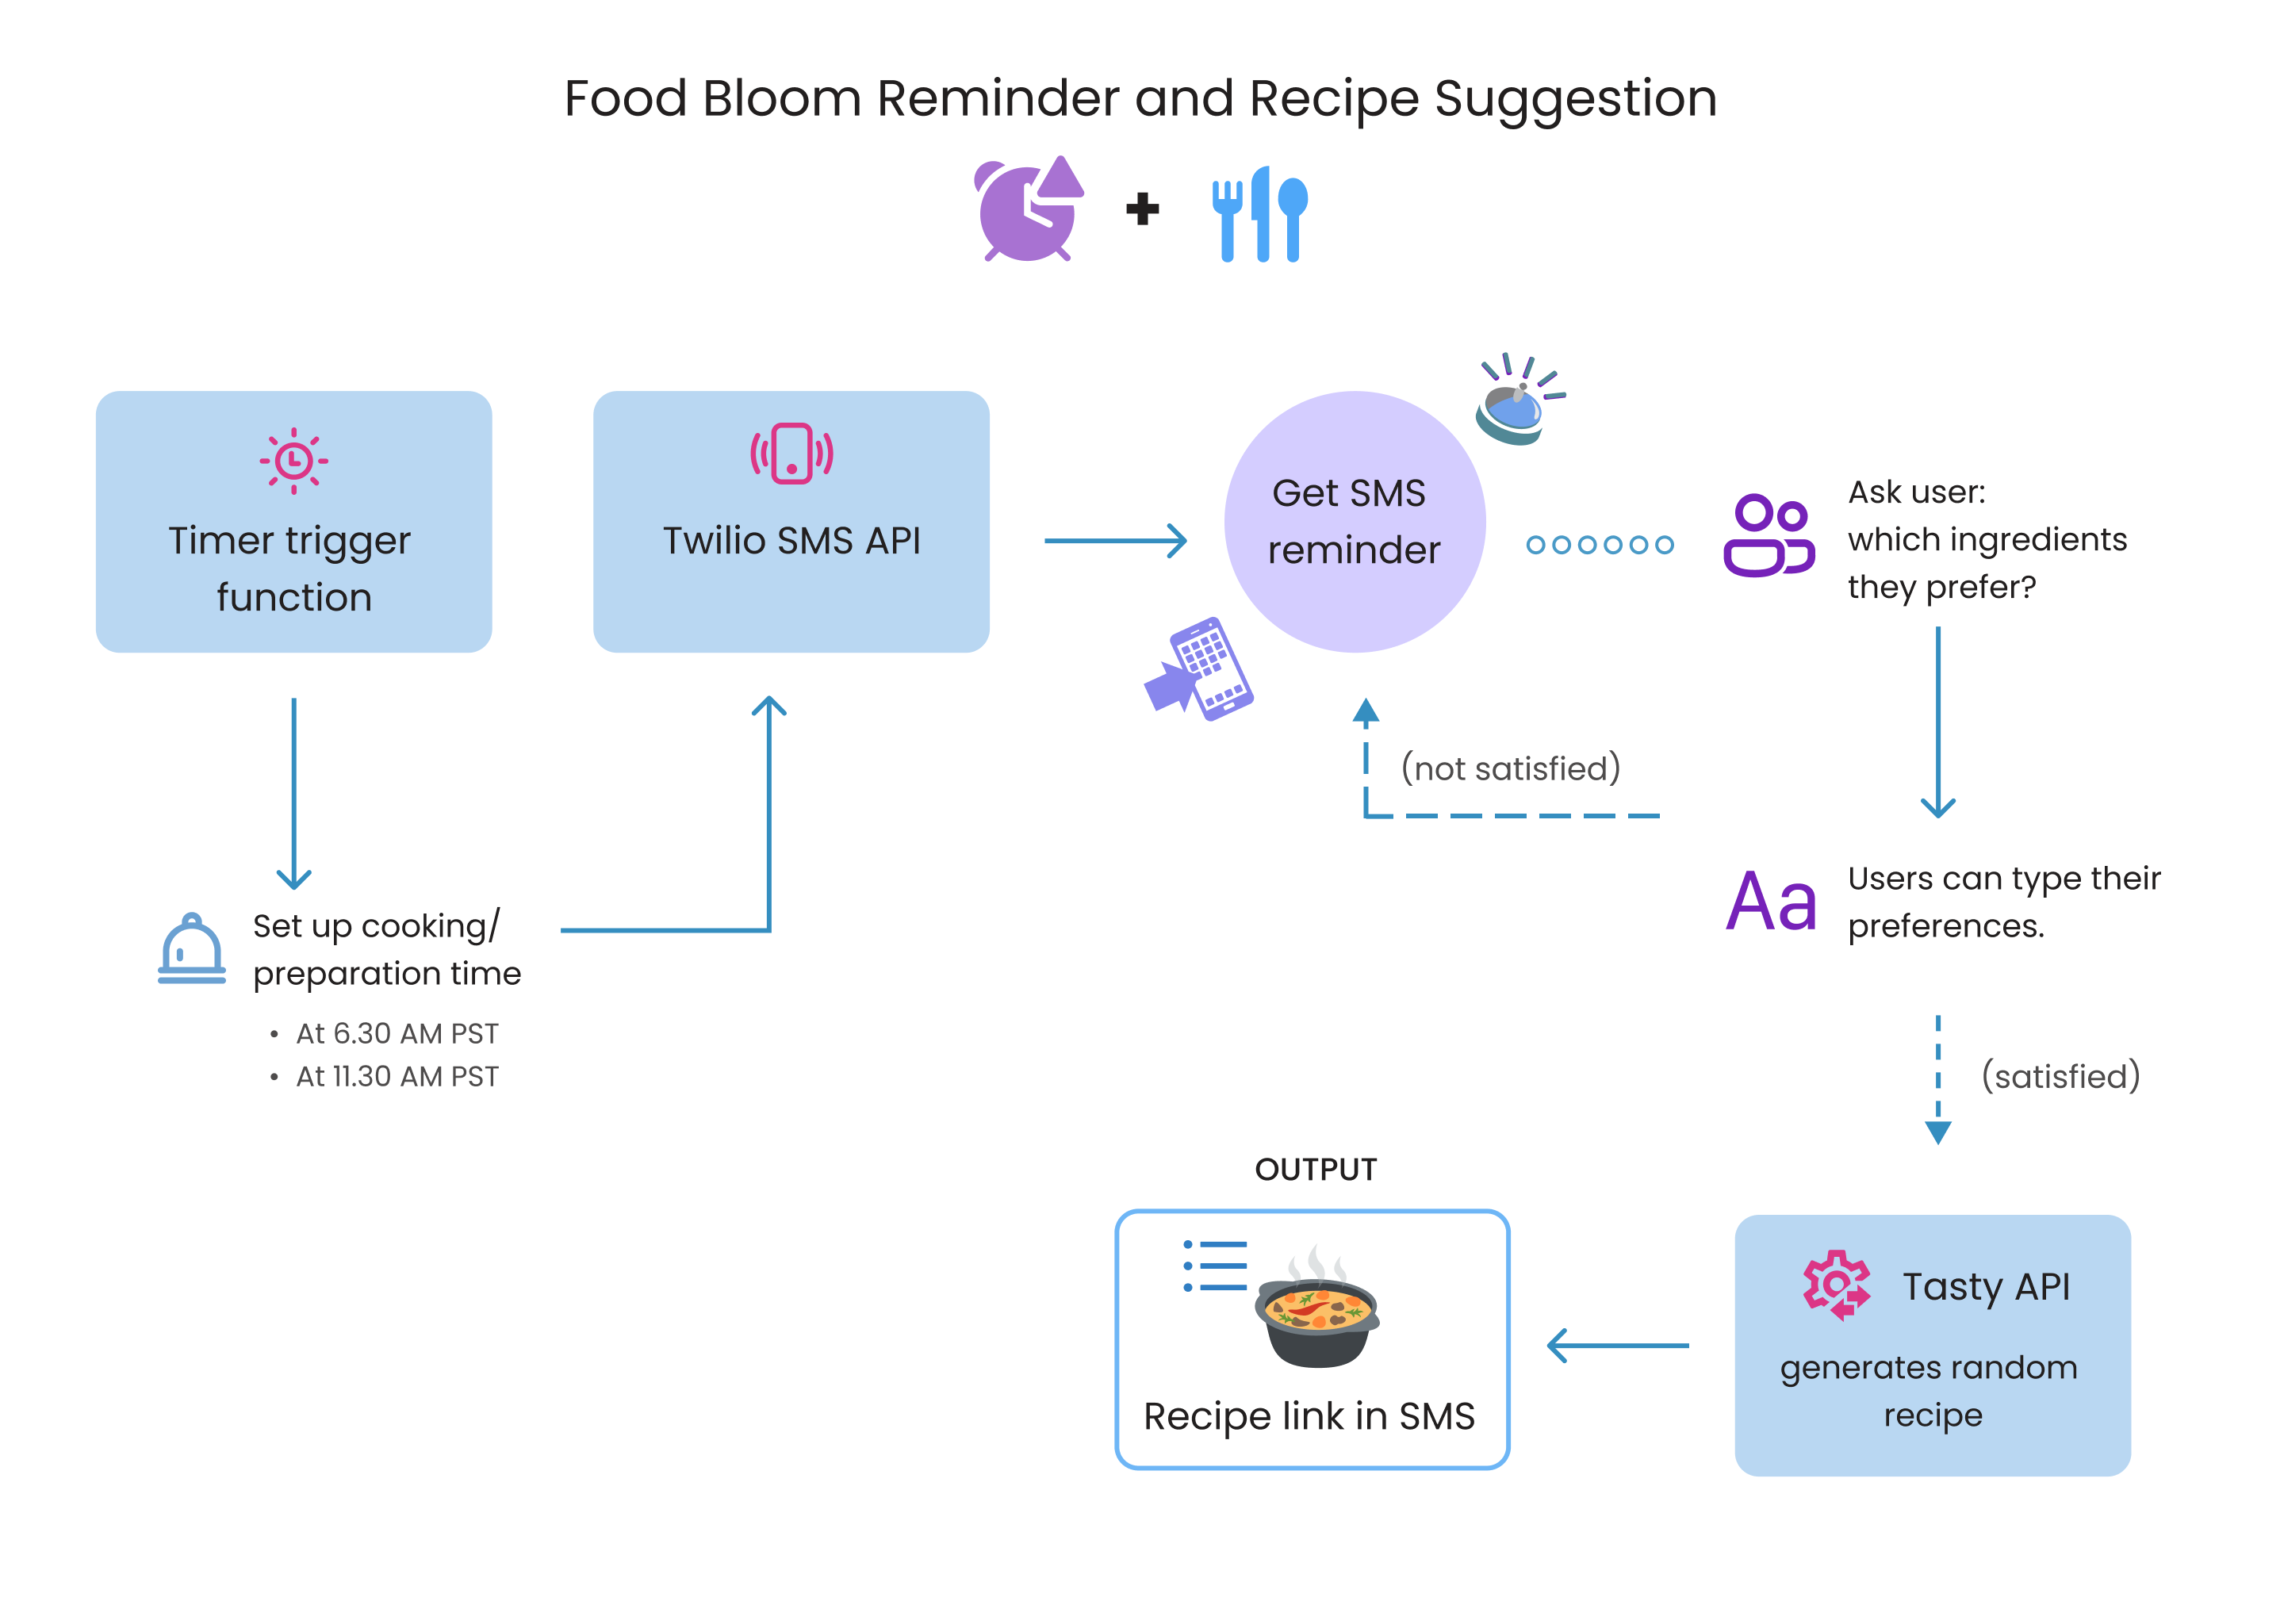 Food Bloom Reminder and Recipe Suggestion
Timer trigger
function
Set up cooking/
preparation time
• At 6.30 AM PST
• At 11.30 AM PST
Twilio SMS API
Get SMS
reminder
Ask user:
which ingredients
they prefer?
(not satisfied)
Aa
Users can type their
preferences.
(satisfied)
Tasty API
generates random
recipe
OUTPUT
Recipe link in SMS